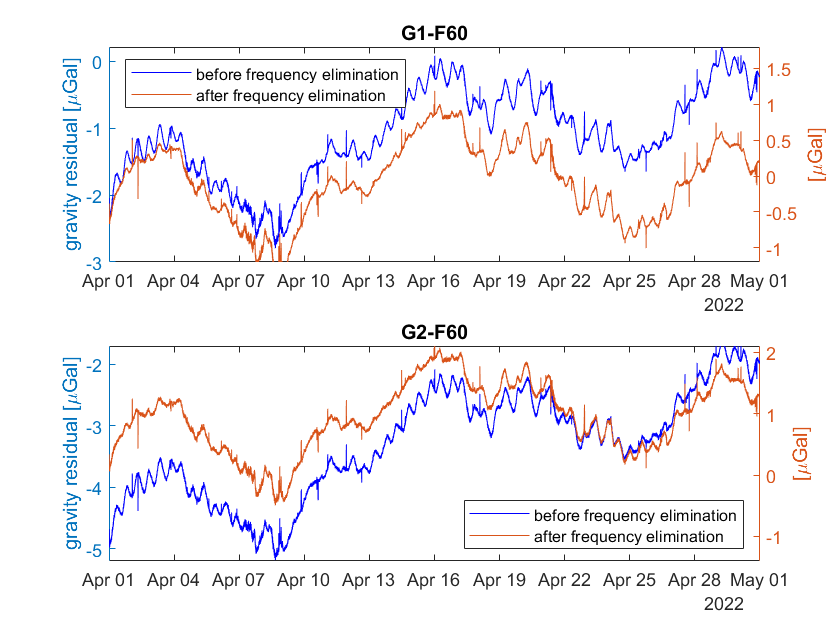 G1-F60
gravity residual [μGal]
0
-1
-2
-3
before frequency elimination
after frequency elimination
1.5
1
0.5
0
-0.5
-1
[μGal]
Apr 01 Apr 04 Apr 07 Apr 10 Apr 13 Apr 16 Apr 19 Apr 22 Apr 25 Apr 28 May 01
2022
G2-F60
gravity residual [μGal]
-2
-3
-4
-5
before frequency elimination
after frequency elimination
2
1
0
-1
[μGal]
Apr 01 Apr 04 Apr 07 Apr 10 Apr 13 Apr 16 Apr 19 Apr 22 Apr 25 Apr 28 May 01
2022